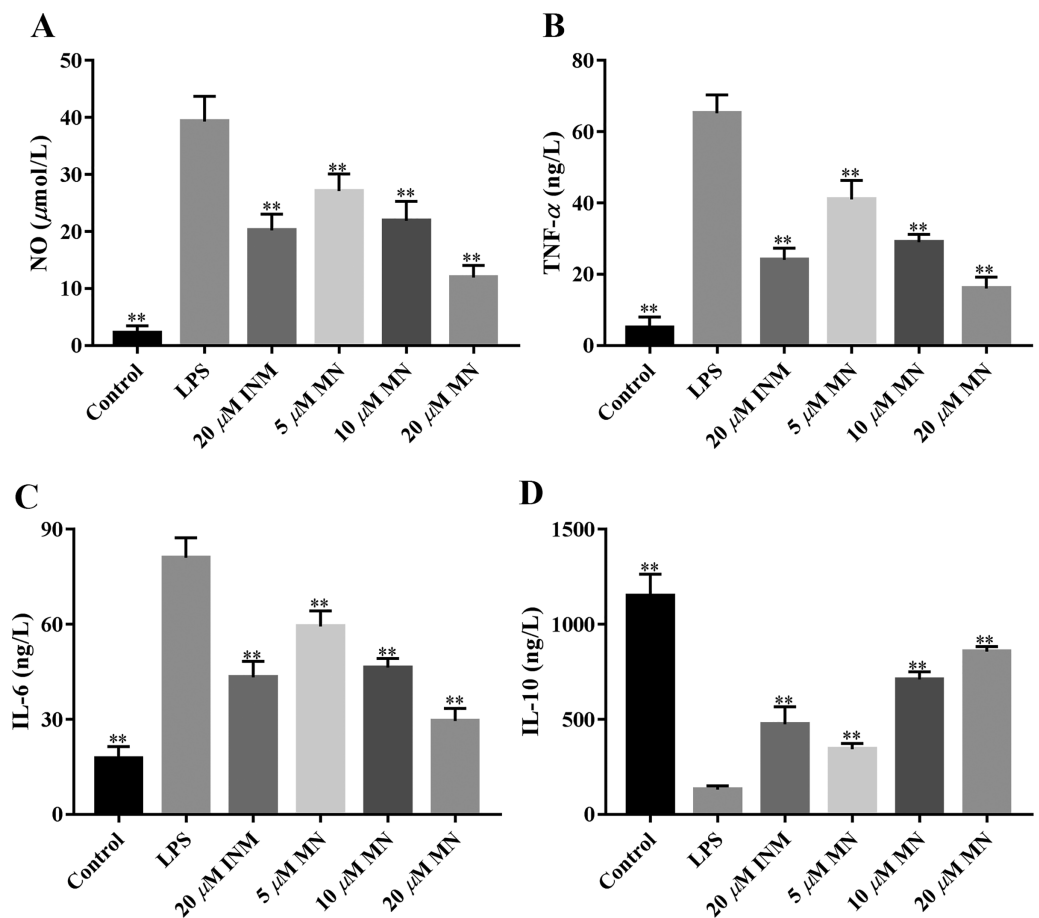 A
NO (μmol/L)
50
40
30
20
10
0
**
**
**
**
**
Control
LPS
20 μM INM
5 μM MN
10 μM MN
20 μM MN
B
TNF-α (ng/L)
80
60
40
20
0
**
**
**
**
**
Control
LPS
20 μM INM
5 μM MN
10 μM MN
20 μM MN
C
IL-6 (ng/L)
90
60
30
0
**
**
**
**
**
Control
LPS
20 μM INM
5 μM MN
10 μM MN
20 μM MN
D
IL-10 (ng/L)
1500
1000
500
0
**
**
**
**
**
Control
LPS
20 μM INM
5 μM MN
10 μM MN
20 μM MN